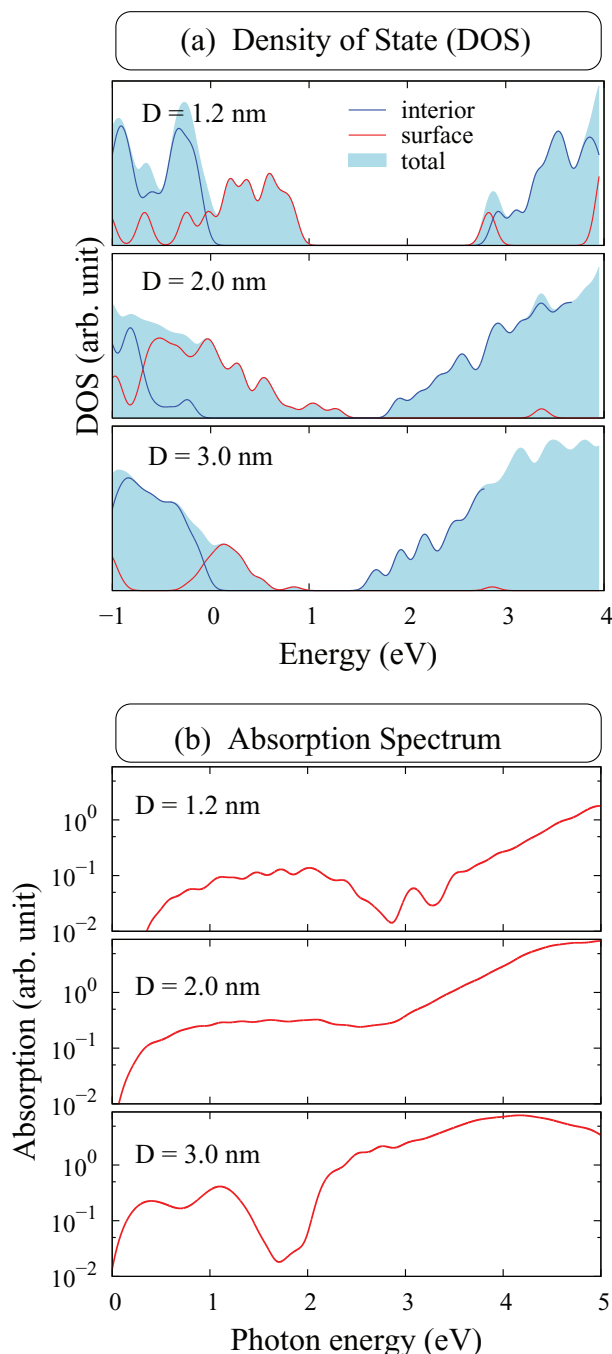 (a) Density of State (DOS)
D = 1.2 nm
interior
surface
total
D = 2.0 nm
D = 3.0 nm
DOS (arb. unit)
−1 0 1 2 3 4
Energy (eV)
(b) Absorption Spectrum
D = 1.2 nm
10^0
10^−1
10^−2
D = 2.0 nm
10^0
10^−1
10^−2
D = 3.0 nm
10^0
10^−1
10^−2
Absorption (arb. unit)
0 1 2 3 4 5
Photon energy (eV)